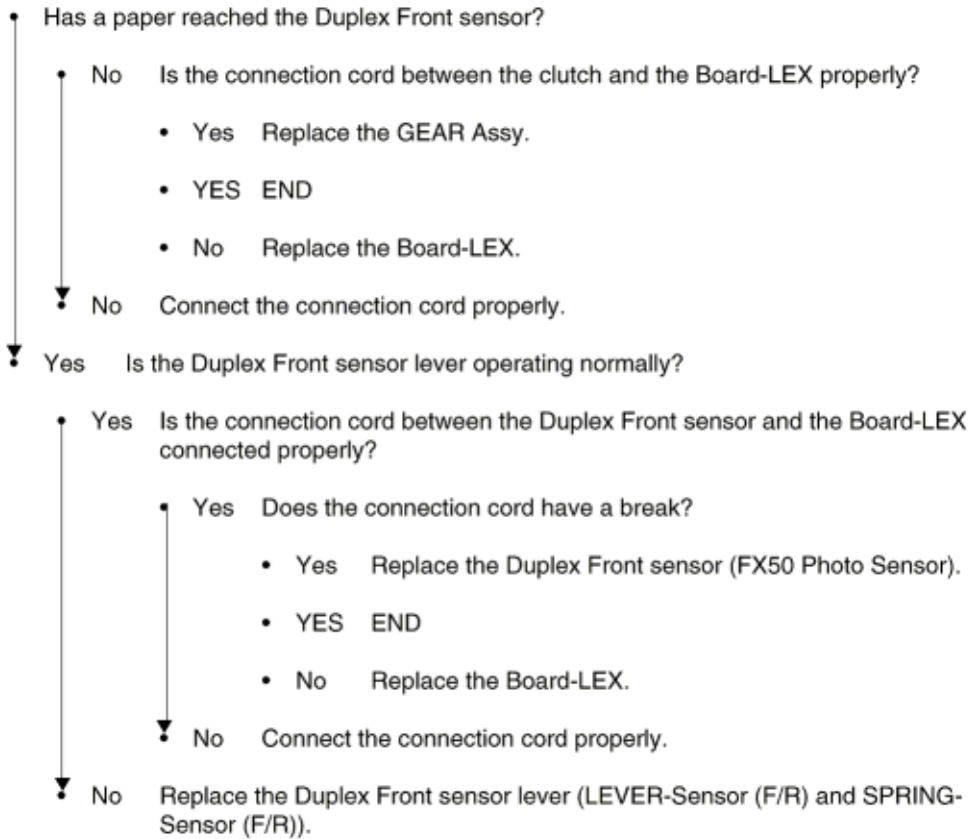 • Has a paper reached the Duplex Front sensor?
• No Is the connection cord between the clutch and the Board-LEX properly?
• Yes Replace the GEAR Assy.
• YES END
• No Replace the Board-LEX.
• No Connect the connection cord properly.
• Yes Is the Duplex Front sensor lever operating normally?
• Yes Is the connection cord between the Duplex Front sensor and the Board-LEX
connected properly?
• Yes Does the connection cord have a break?
• Yes Replace the Duplex Front sensor (FX50 Photo Sensor).
• YES END
• No Replace the Board-LEX.
• No Connect the connection cord properly.
• No Replace the Duplex Front sensor lever (LEVER-Sensor (F/R) and SPRING-
Sensor (F/R)).